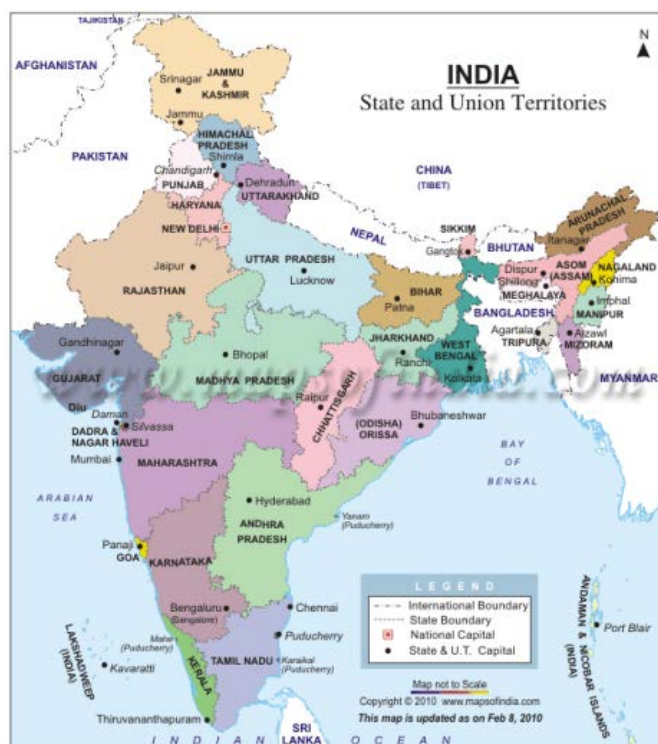 TAJIKISTAN
AFGHANISTAN
N
INDIA
State and Union Territories
JAMMU
&
KASHMIR
Srinagar
Jammu
HIMACHAL
PRADESH
Shimla
PAKISTAN
Chandigarh
PUNJAB
Dehradun
UTTARAKHAND
CHINA
(TIBET)
HARYANA
NEW DELHI
NEPAL
SIKKIM
Gangtok
BHUTAN
ARUNACHAL
PRADESH
Itanagar
UTTAR PRADESH
Lucknow
Jaipur
RAJASTHAN
Dispur
ASOM
(ASSAM)
NAGALAND
Kohima
Shillong
MEGHALAYA
BIHAR
Patna
Imphal
MANIPUR
BANGLADESH
Agartala
TRIPURA
Aizawl
MIZORAM
JHARKHAND
Ranchi
WEST
BENGAL
Kolkata
Gandhinagar
GUJARAT
Bhopal
MADHYA PRADESH
www.mapsofindia.com
MYANMAR
Diu
Daman
Silvassa
DADRA &
NAGAR HAVELI
Raipur
CHHATTISGARH
Bhubaneshwar
(ODISHA)
ORISSA
Mumbai
MAHARASHTRA
BAY
OF
BENGAL
ARABIAN
SEA
Hyderabad
ANDHRA
PRADESH
Yanam
(Puducherry)
Panaji
GOA
KARNATAKA
Bengaluru
(Bangalore)
Chennai
Mahe
(Puducherry)
Puducherry
LAKSHADWEEP
(INDIA)
Kavaratti
KERALA
TAMIL NADU
Karaikal
(Puducherry)
Thiruvananthapuram
SRI
LANKA
INDIAN OCEAN
ANDAMAN & NICOBAR ISLANDS
(INDIA)
Port Blair
LEGEND
International Boundary
State Boundary
National Capital
State & U.T. Capital
Map not to Scale
Copyright © 2010 www.mapsofindia.com
This map is updated as on Feb 8, 2010